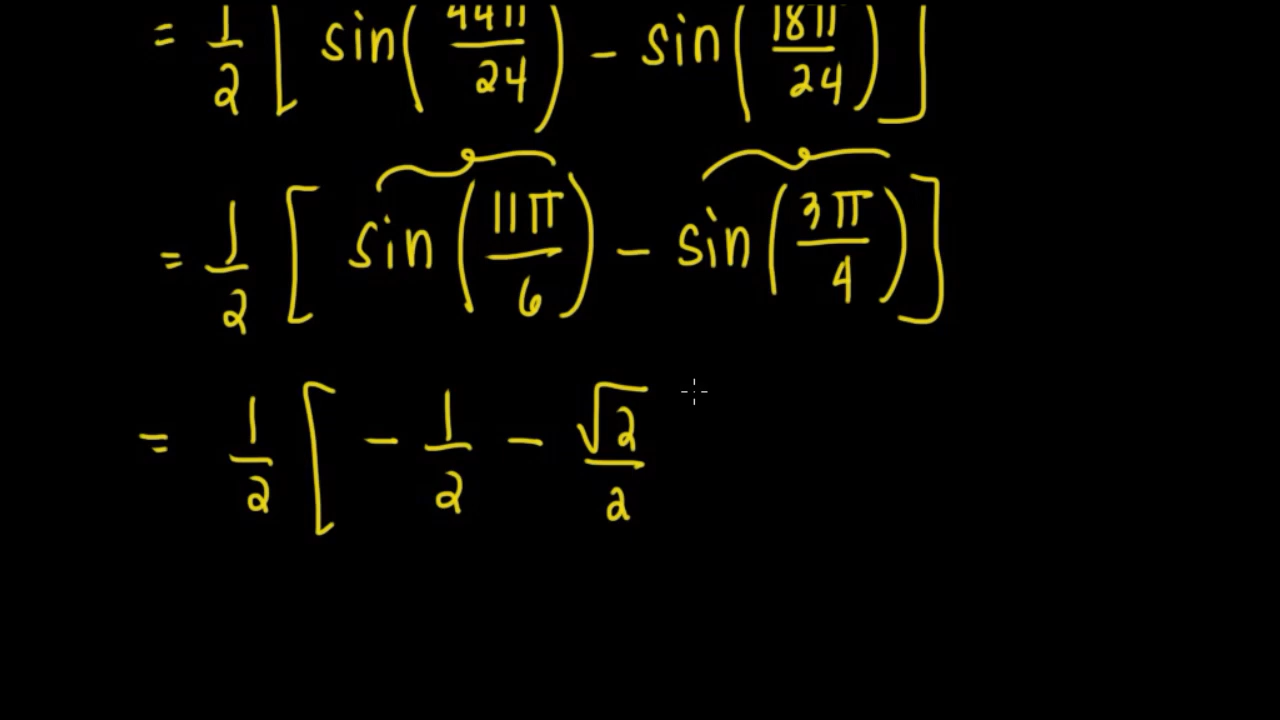 = 1/2 [ sin(44π/24) - sin(18π/24) ]
= 1/2 [ sin(11π/6) - sin(3π/4) ]
= 1/2 [ - 1/2 - √2/2